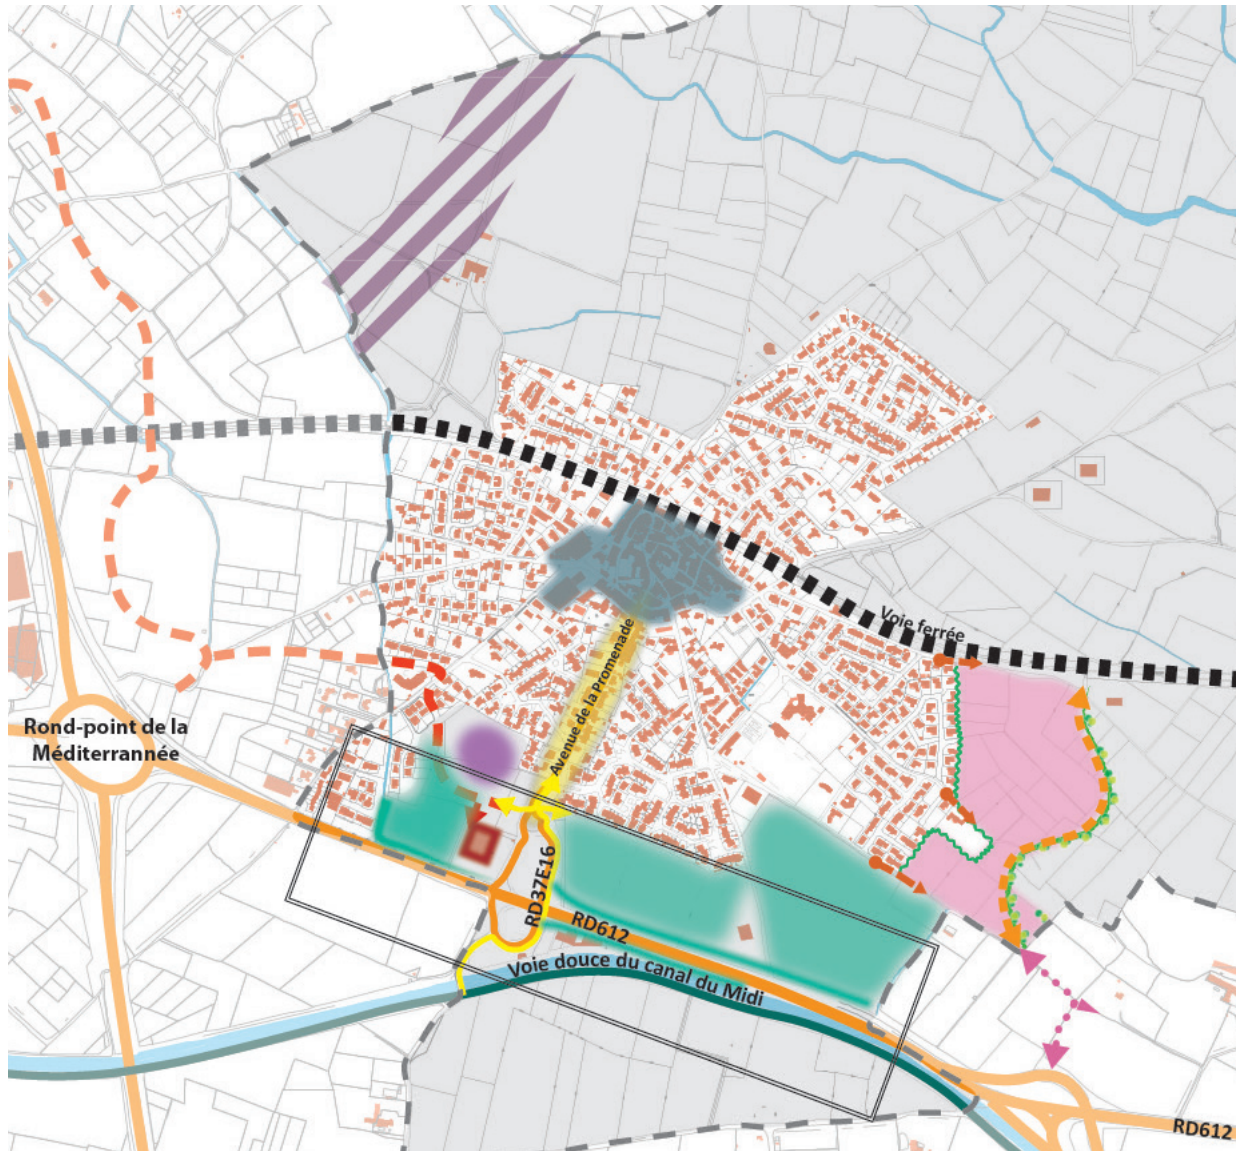 Voie ferrée
Avenue de la Promenade
Rond-point de la
Méditerrannée
RD37E16
RD612
Voie douce du canal du Midi
RD612